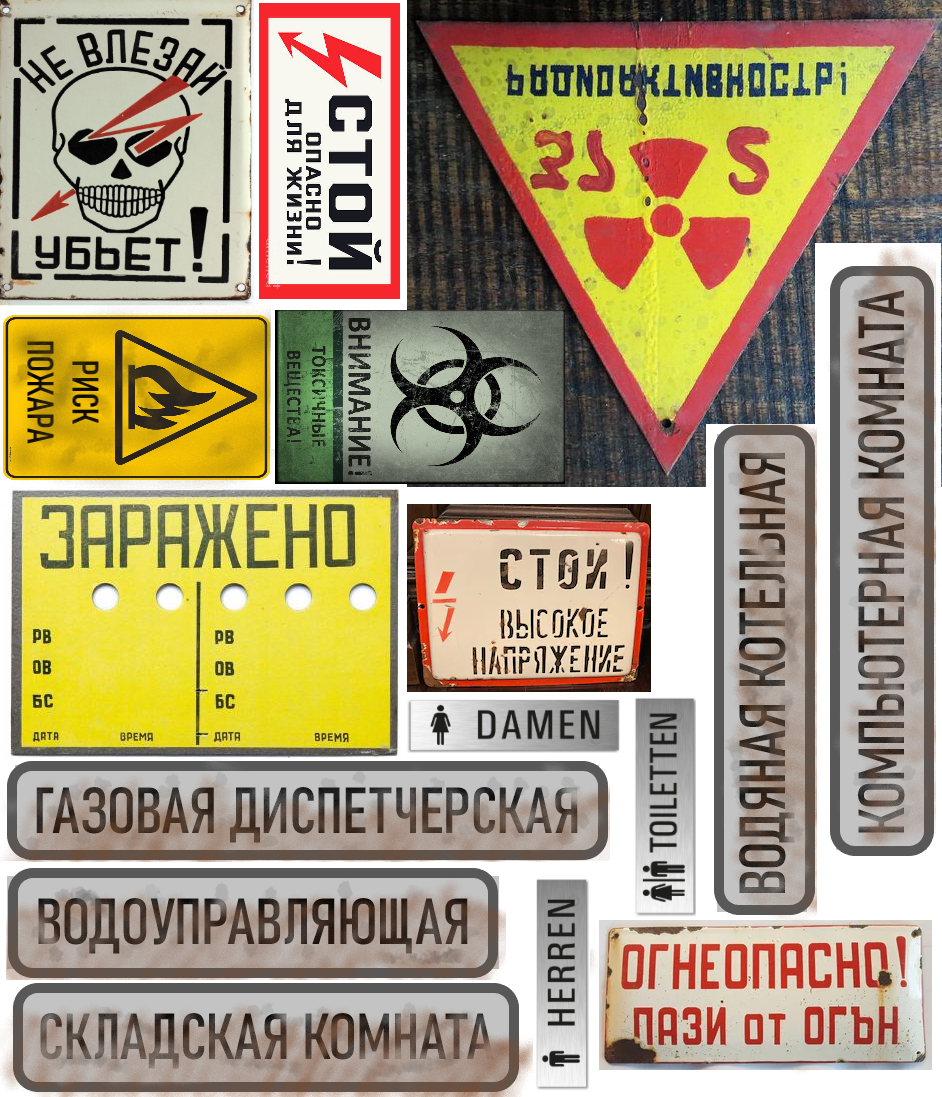 НЕ ВЛЕЗАЙ
УБЬЕТ!
СТОЙ
ОПАСНО
ДЛЯ ЖИЗНИ!
РАДИОАКТИВНОСТЬ!
РИСК
ПОЖАРА
ВНИМАНИЕ!
ТОКСИЧНЫЕ
ВЕЩЕСТВА!
КОМПЬЮТЕРНАЯ КОМНАТА
ВОДЯНАЯ КОТЕЛЬНАЯ
ЗАРАЖЕНО
РВ РВ
ОВ ОВ
БС БС
ДАТА ВРЕМЯ ДАТА ВРЕМЯ
СТОЙ!
ВЫСОКОЕ
НАПРЯЖЕНИЕ
DAMEN
TOILETTEN
ГАЗОВАЯ ДИСПЕТЧЕРСКАЯ
ВОДОУПРАВЛЯЮЩАЯ
HERREN
СКЛАДСКАЯ КОМНАТА
ОГНЕОПАСНО!
ПАЗИ от ОГЪН